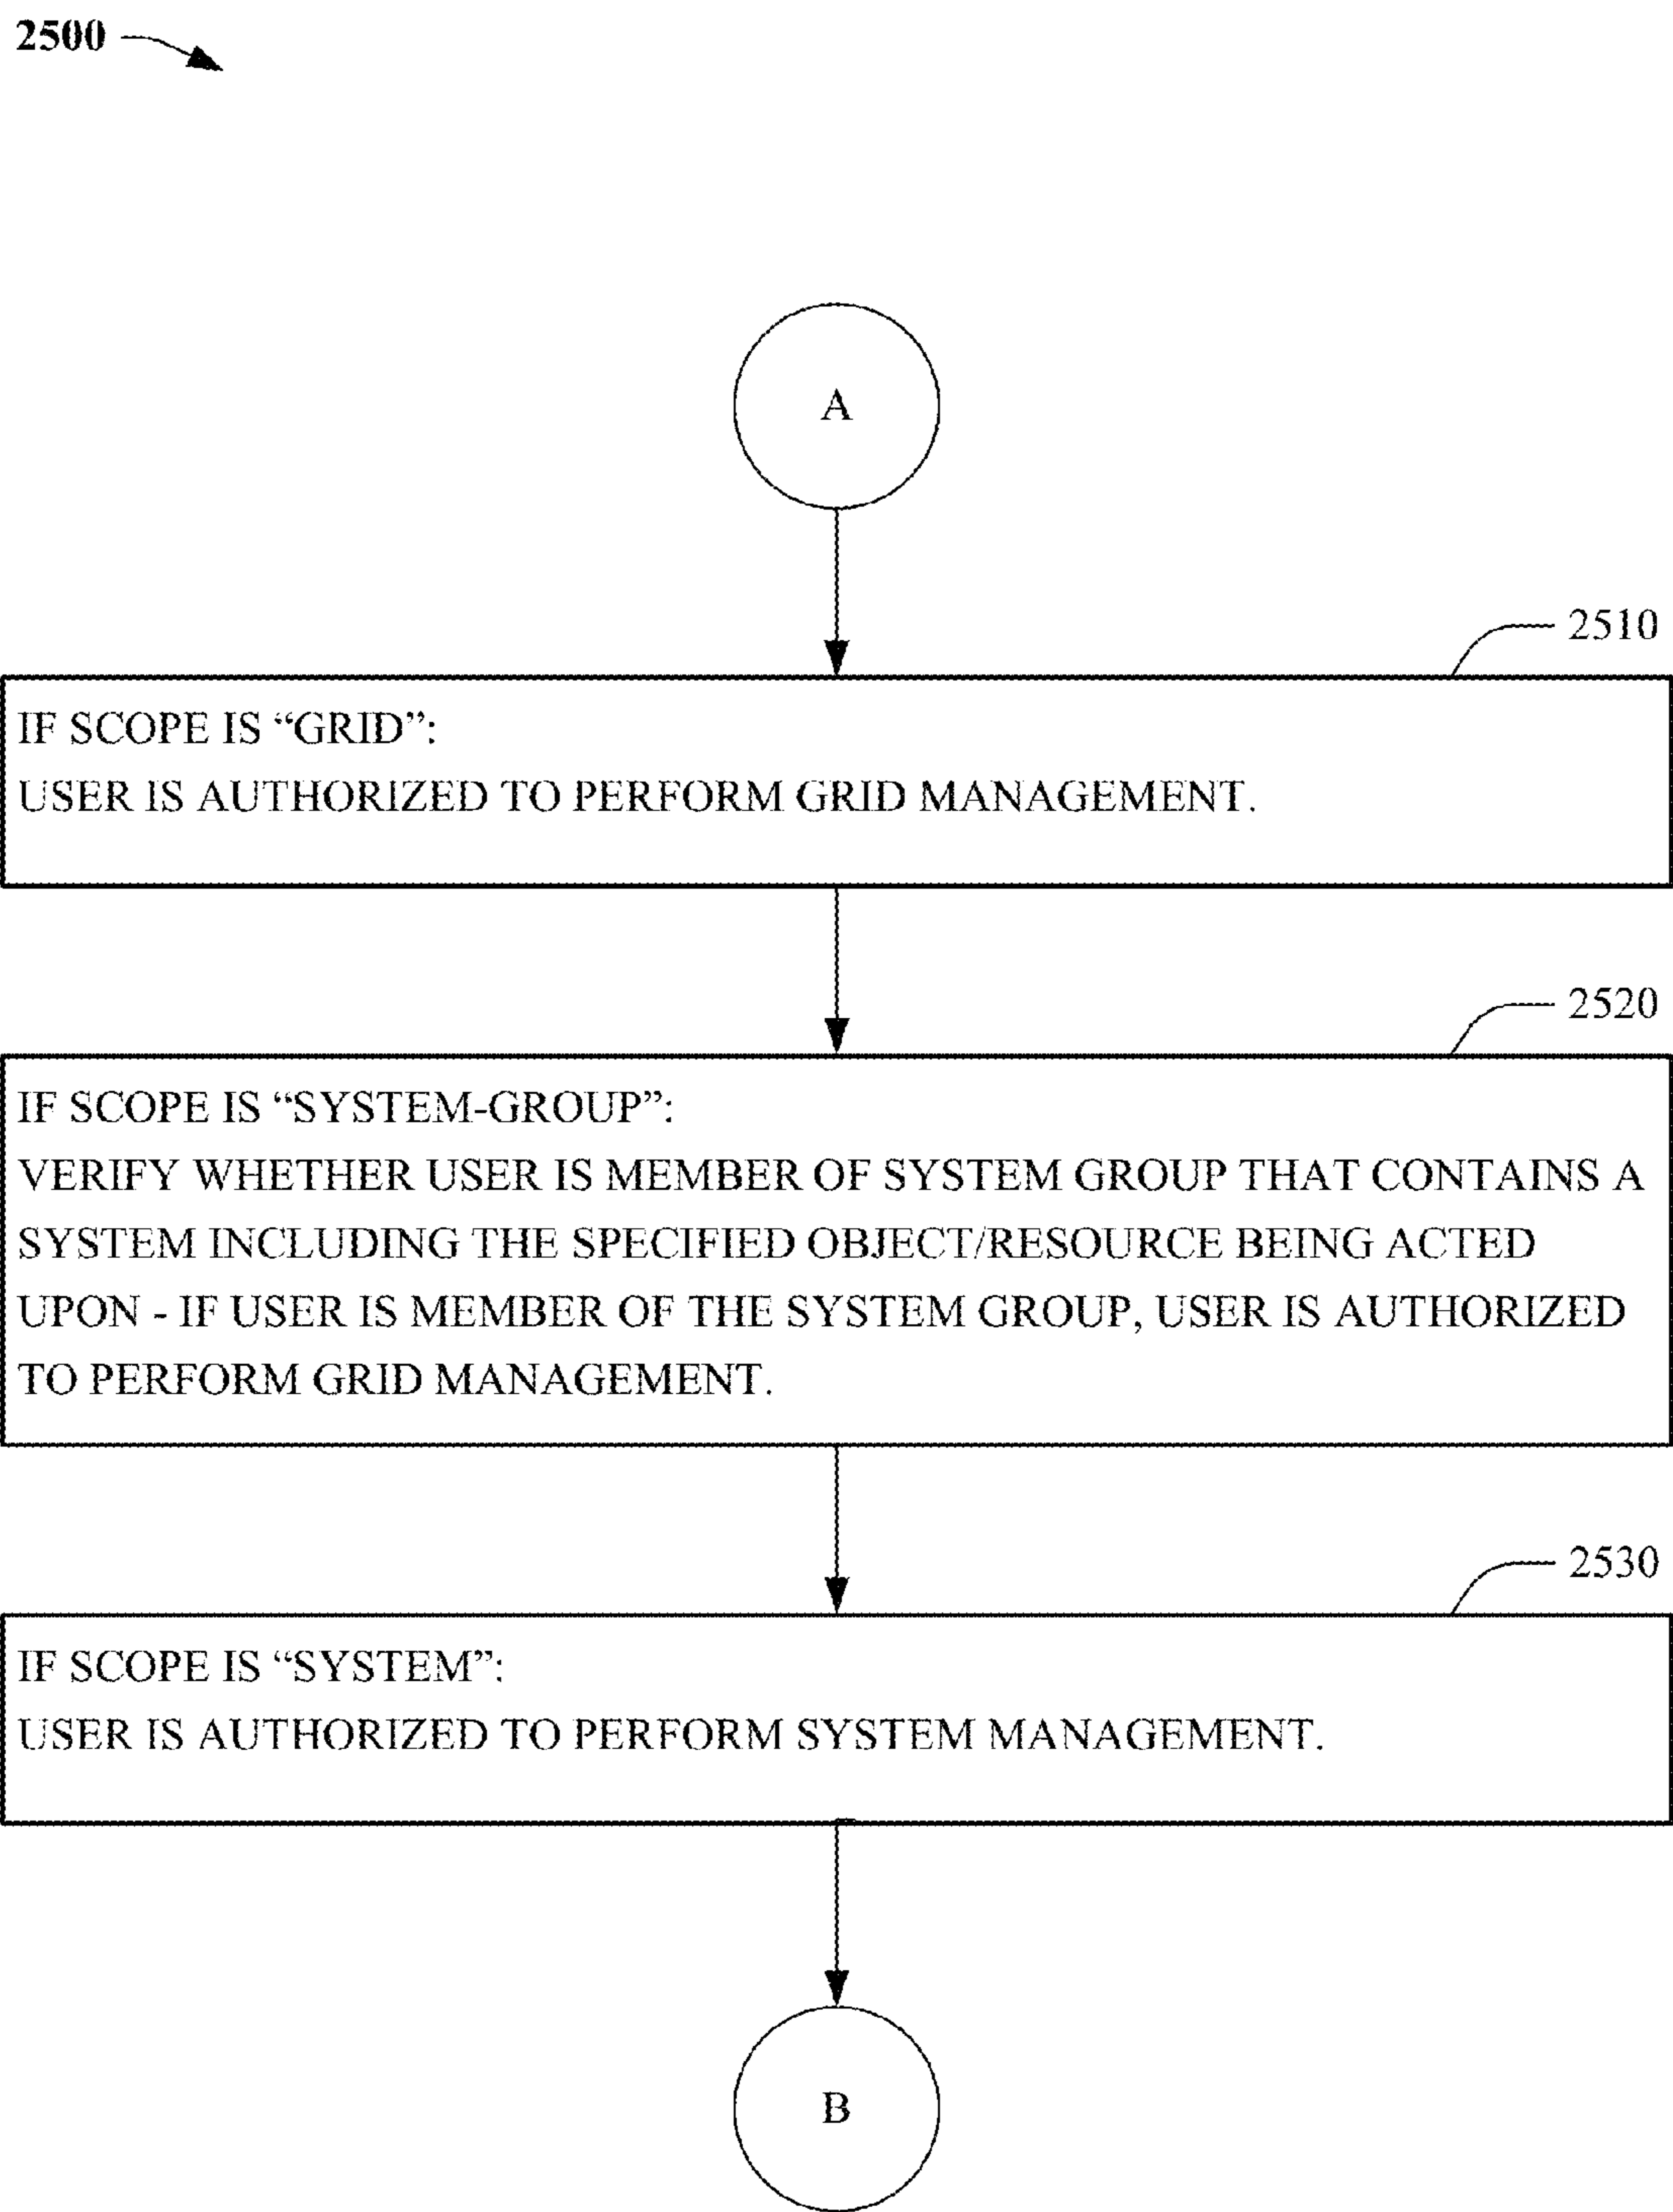 2500
A
2510
IF SCOPE IS “GRID”:
USER IS AUTHORIZED TO PERFORM GRID MANAGEMENT.
2520
IF SCOPE IS “SYSTEM-GROUP”:
VERIFY WHETHER USER IS MEMBER OF SYSTEM GROUP THAT CONTAINS A
SYSTEM INCLUDING THE SPECIFIED OBJECT/RESOURCE BEING ACTED
UPON - IF USER IS MEMBER OF THE SYSTEM GROUP, USER IS AUTHORIZED
TO PERFORM GRID MANAGEMENT.
2530
IF SCOPE IS “SYSTEM”:
USER IS AUTHORIZED TO PERFORM SYSTEM MANAGEMENT.
B